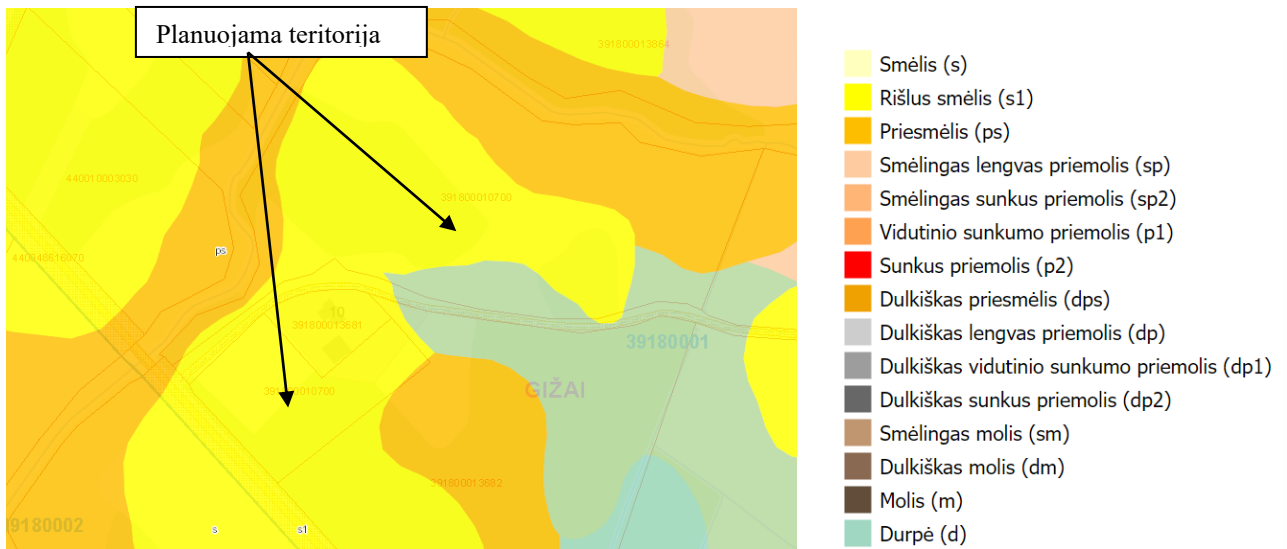 Planuojama teritorija
391800013664
440010003030
391800010700
ps
440046616070
10
391800013681
39180001
391800010700
GIŽAI
391800013682
39180002
s
s1
Smėlis (s)
Rišlus smėlis (s1)
Priesmėlis (ps)
Smėlingas lengvas priemolis (sp)
Smėlingas sunkus priemolis (sp2)
Vidutinio sunkumo priemolis (p1)
Sunkus priemolis (p2)
Dulkiškas priesmėlis (dps)
Dulkiškas lengvas priemolis (dp)
Dulkiškas vidutinio sunkumo priemolis (dp1)
Dulkiškas sunkus priemolis (dp2)
Smėlingas molis (sm)
Dulkiškas molis (dm)
Molis (m)
Durpė (d)